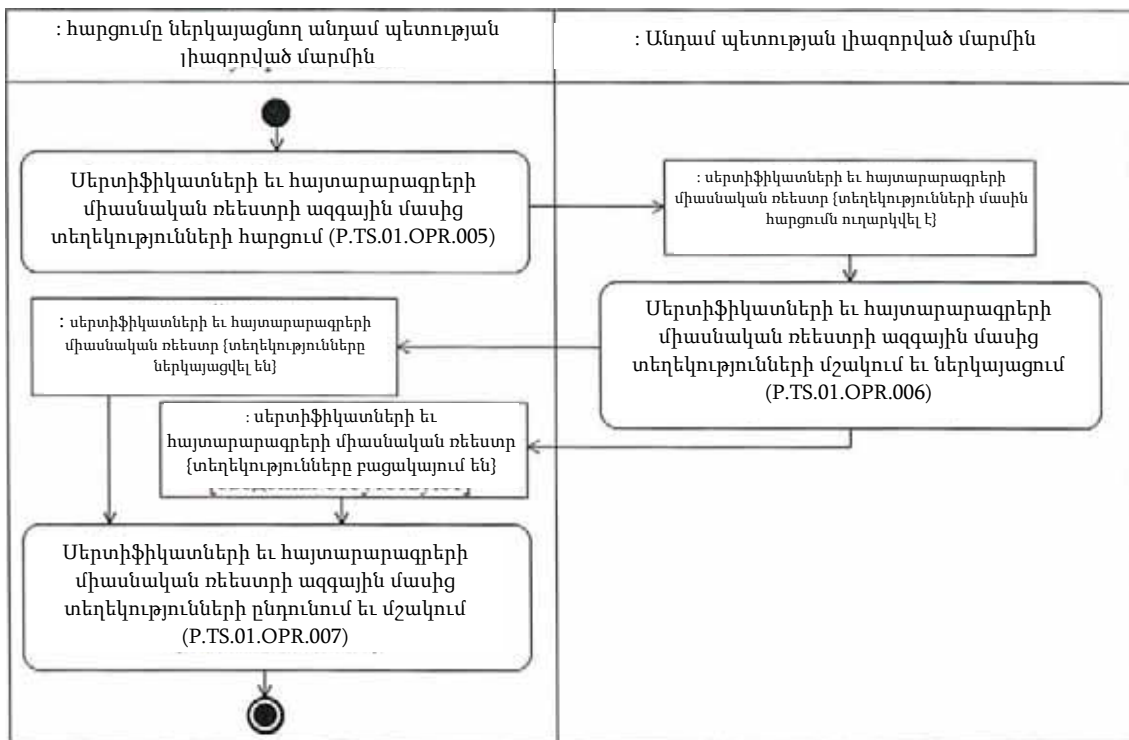 : հարցումը ներկայացնող անդամ պետության
լիազորված մարմին
: Անդամ պետության լիազորված մարմին
Սերտիֆիկատների եւ հայտարարագրերի
միասնական ռեեստրի ազգային մասից
տեղեկությունների հարցում (P.TS.01.OPR.005)
: սերտիֆիկատների եւ հայտարարագրերի
միասնական ռեեստր {տեղեկությունների մասին
հարցումն ուղարկվել է}
Սերտիֆիկատների եւ հայտարարագրերի
միասնական ռեեստրի ազգային մասից
տեղեկությունների մշակում եւ ներկայացում
(P.TS.01.OPR.006)
: սերտիֆիկատների եւ հայտարարագրերի
միասնական ռեեստր {տեղեկությունները
ներկայացվել են}
: սերտիֆիկատների եւ
հայտարարագրերի միասնական ռեեստր
{տեղեկությունները բացակայում են}
Սերտիֆիկատների եւ հայտարարագրերի
միասնական ռեեստրի ազգային մասից
տեղեկությունների ընդունում եւ մշակում
(P.TS.01.OPR.007)